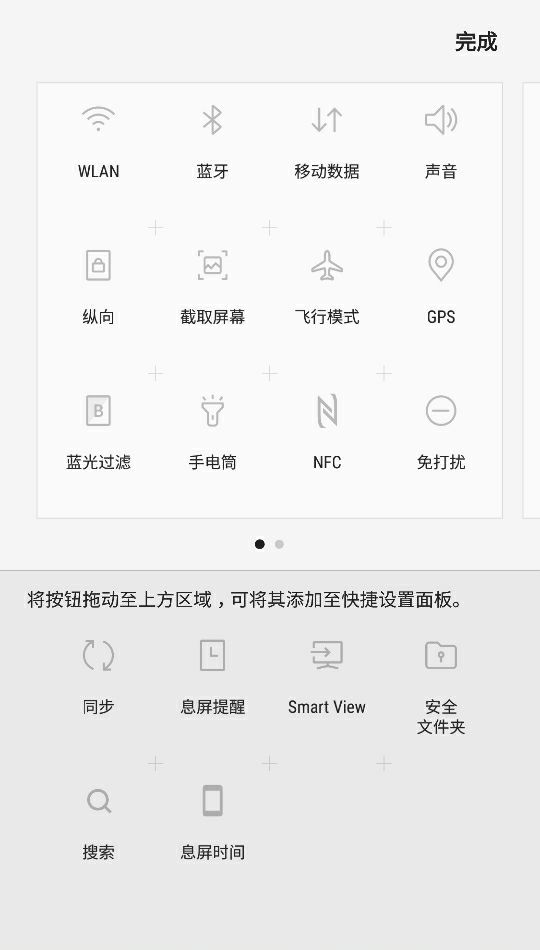 完成
WLAN
蓝牙
移动数据
声音
纵向
截取屏幕
飞行模式
GPS
B
蓝光过滤
手电筒
NFC
免打扰
将按钮拖动至上方区域，可将其添加至快捷设置面板。
同步
息屏提醒
Smart View
安全
文件夹
搜索
息屏时间